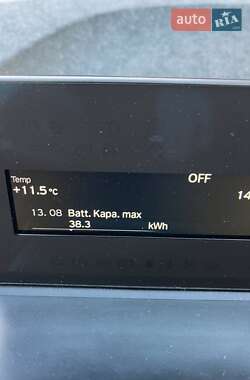 auto RIA
Temp
OFF
+11.5 °C
14
13. 08 Batt. Kapa. max
38.3 kWh